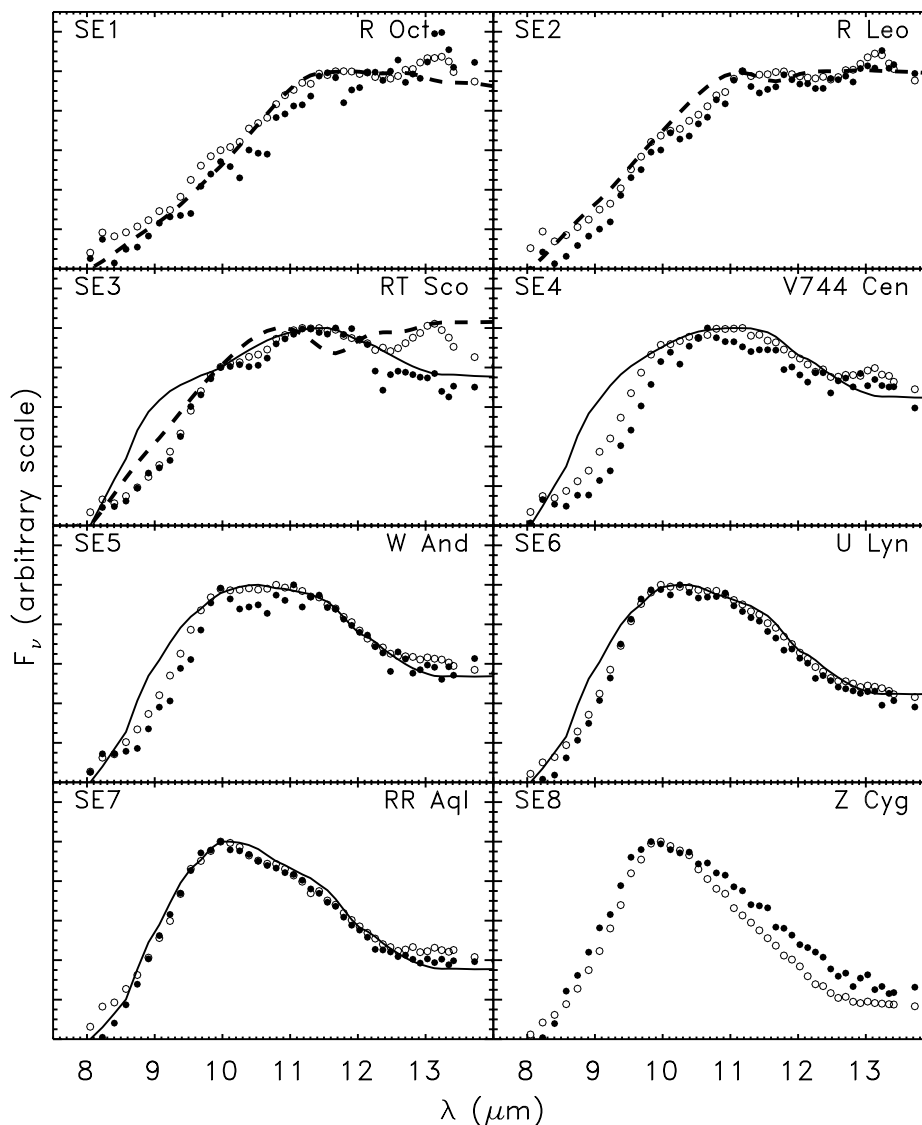 SE1 R Oct
SE2 R Leo
SE3 RT Sco
SE4 V744 Cen
SE5 W And
SE6 U Lyn
SE7 RR Aql
SE8 Z Cyg
Fν (arbitrary scale)
8 9 10 11 12 13
8 9 10 11 12 13
λ (μm)